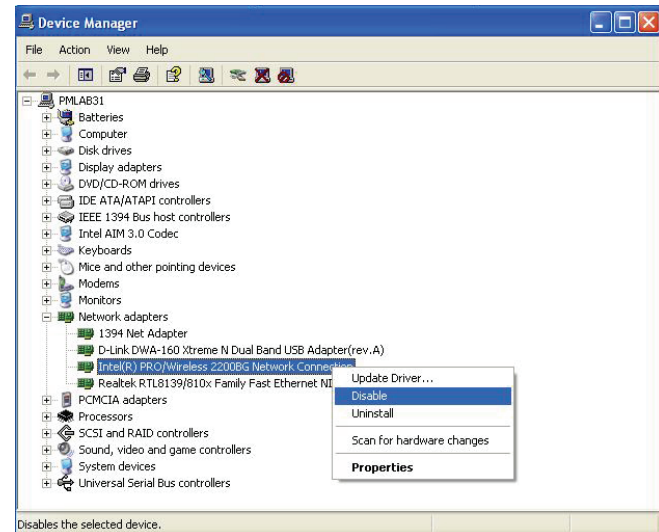 Device Manager
File Action View Help
PMLAB31
Batteries
Computer
Disk drives
Display adapters
DVD/CD-ROM drives
IDE ATA/ATAPI controllers
IEEE 1394 Bus host controllers
Intel AIM 3.0 Codec
Keyboards
Mice and other pointing devices
Modems
Monitors
Network adapters
1394 Net Adapter
D-Link DWA-160 Xtreme N Dual Band USB Adapter(rev.A)
Intel(R) PRO/Wireless 2200BG Network Connection
Realtek RTL8139/810x Family Fast Ethernet NI
PCMCIA adapters
Processors
SCSI and RAID controllers
Sound, video and game controllers
System devices
Universal Serial Bus controllers
Update Driver...
Disable
Uninstall
Scan for hardware changes
Properties
Disables the selected device.